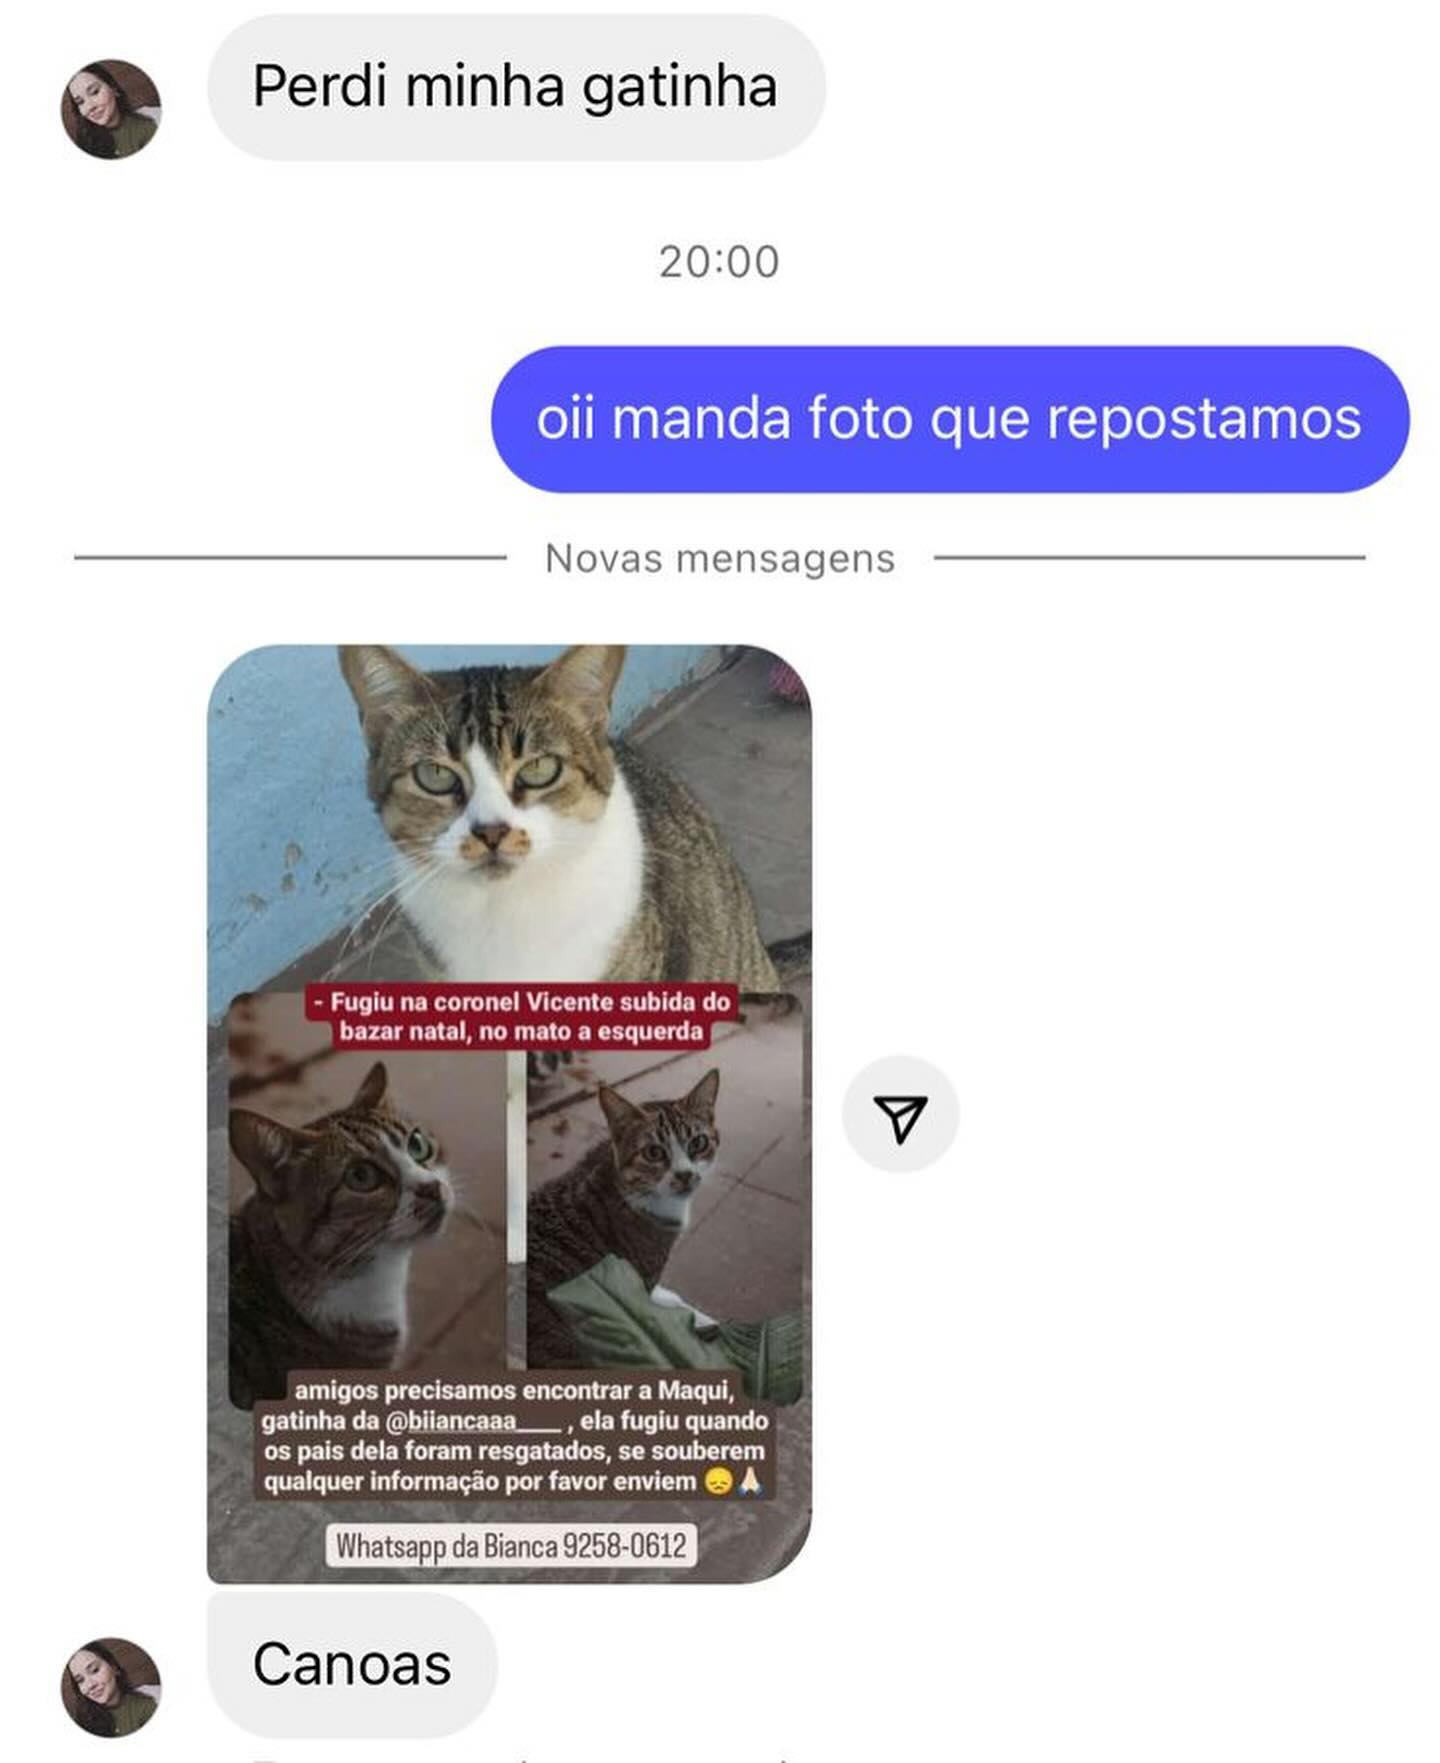 Perdi minha gatinha
20:00
oii manda foto que repostamos
Novas mensagens
- Fugiu na coronel Vicente subida do
bazar natal, no mato a esquerda
amigos precisamos encontrar a Maqui,
gatinha da @biiancaaa____ , ela fugiu quando
os pais dela foram resgatados, se souberem
qualquer informação por favor enviem 😞🙏🏻
Whatsapp da Bianca 9258-0612
Canoas